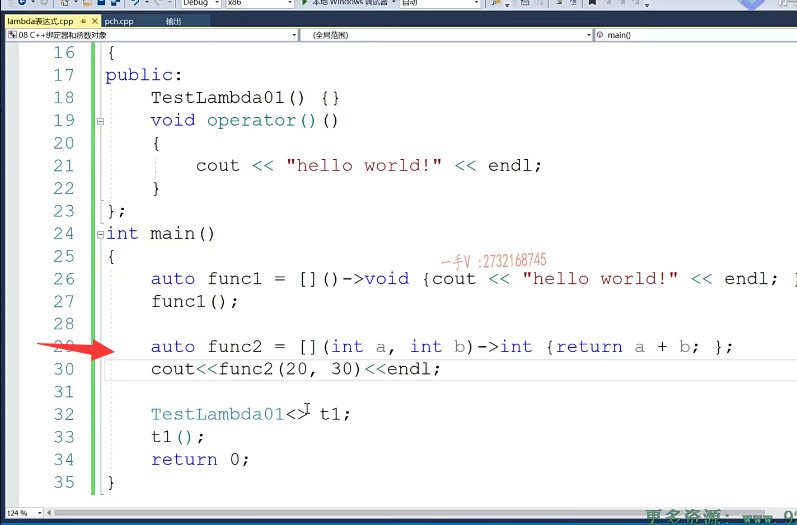 Debug x86 本地 Windows 调试器 自动
lambda表达式.cpp pch.cpp 输出
08 C++绑定器和函数对象 (全局范围) main()
16 {
17 public:
18 TestLambda01() {}
19 void operator()()
20 {
21 cout << "hello world!" << endl;
22 }
23 };
24 int main()
25 {
一手V :2732168745
26 auto func1 = []()->void {cout << "hello world!" << endl; }
27 func1();
28
29 auto func2 = [](int a, int b)->int {return a + b; };
30 cout<<func2(20, 30)<<endl;
31
32 TestLambda01<> t1;
33 t1();
34 return 0;
35 }
124 %
更多资源: www.